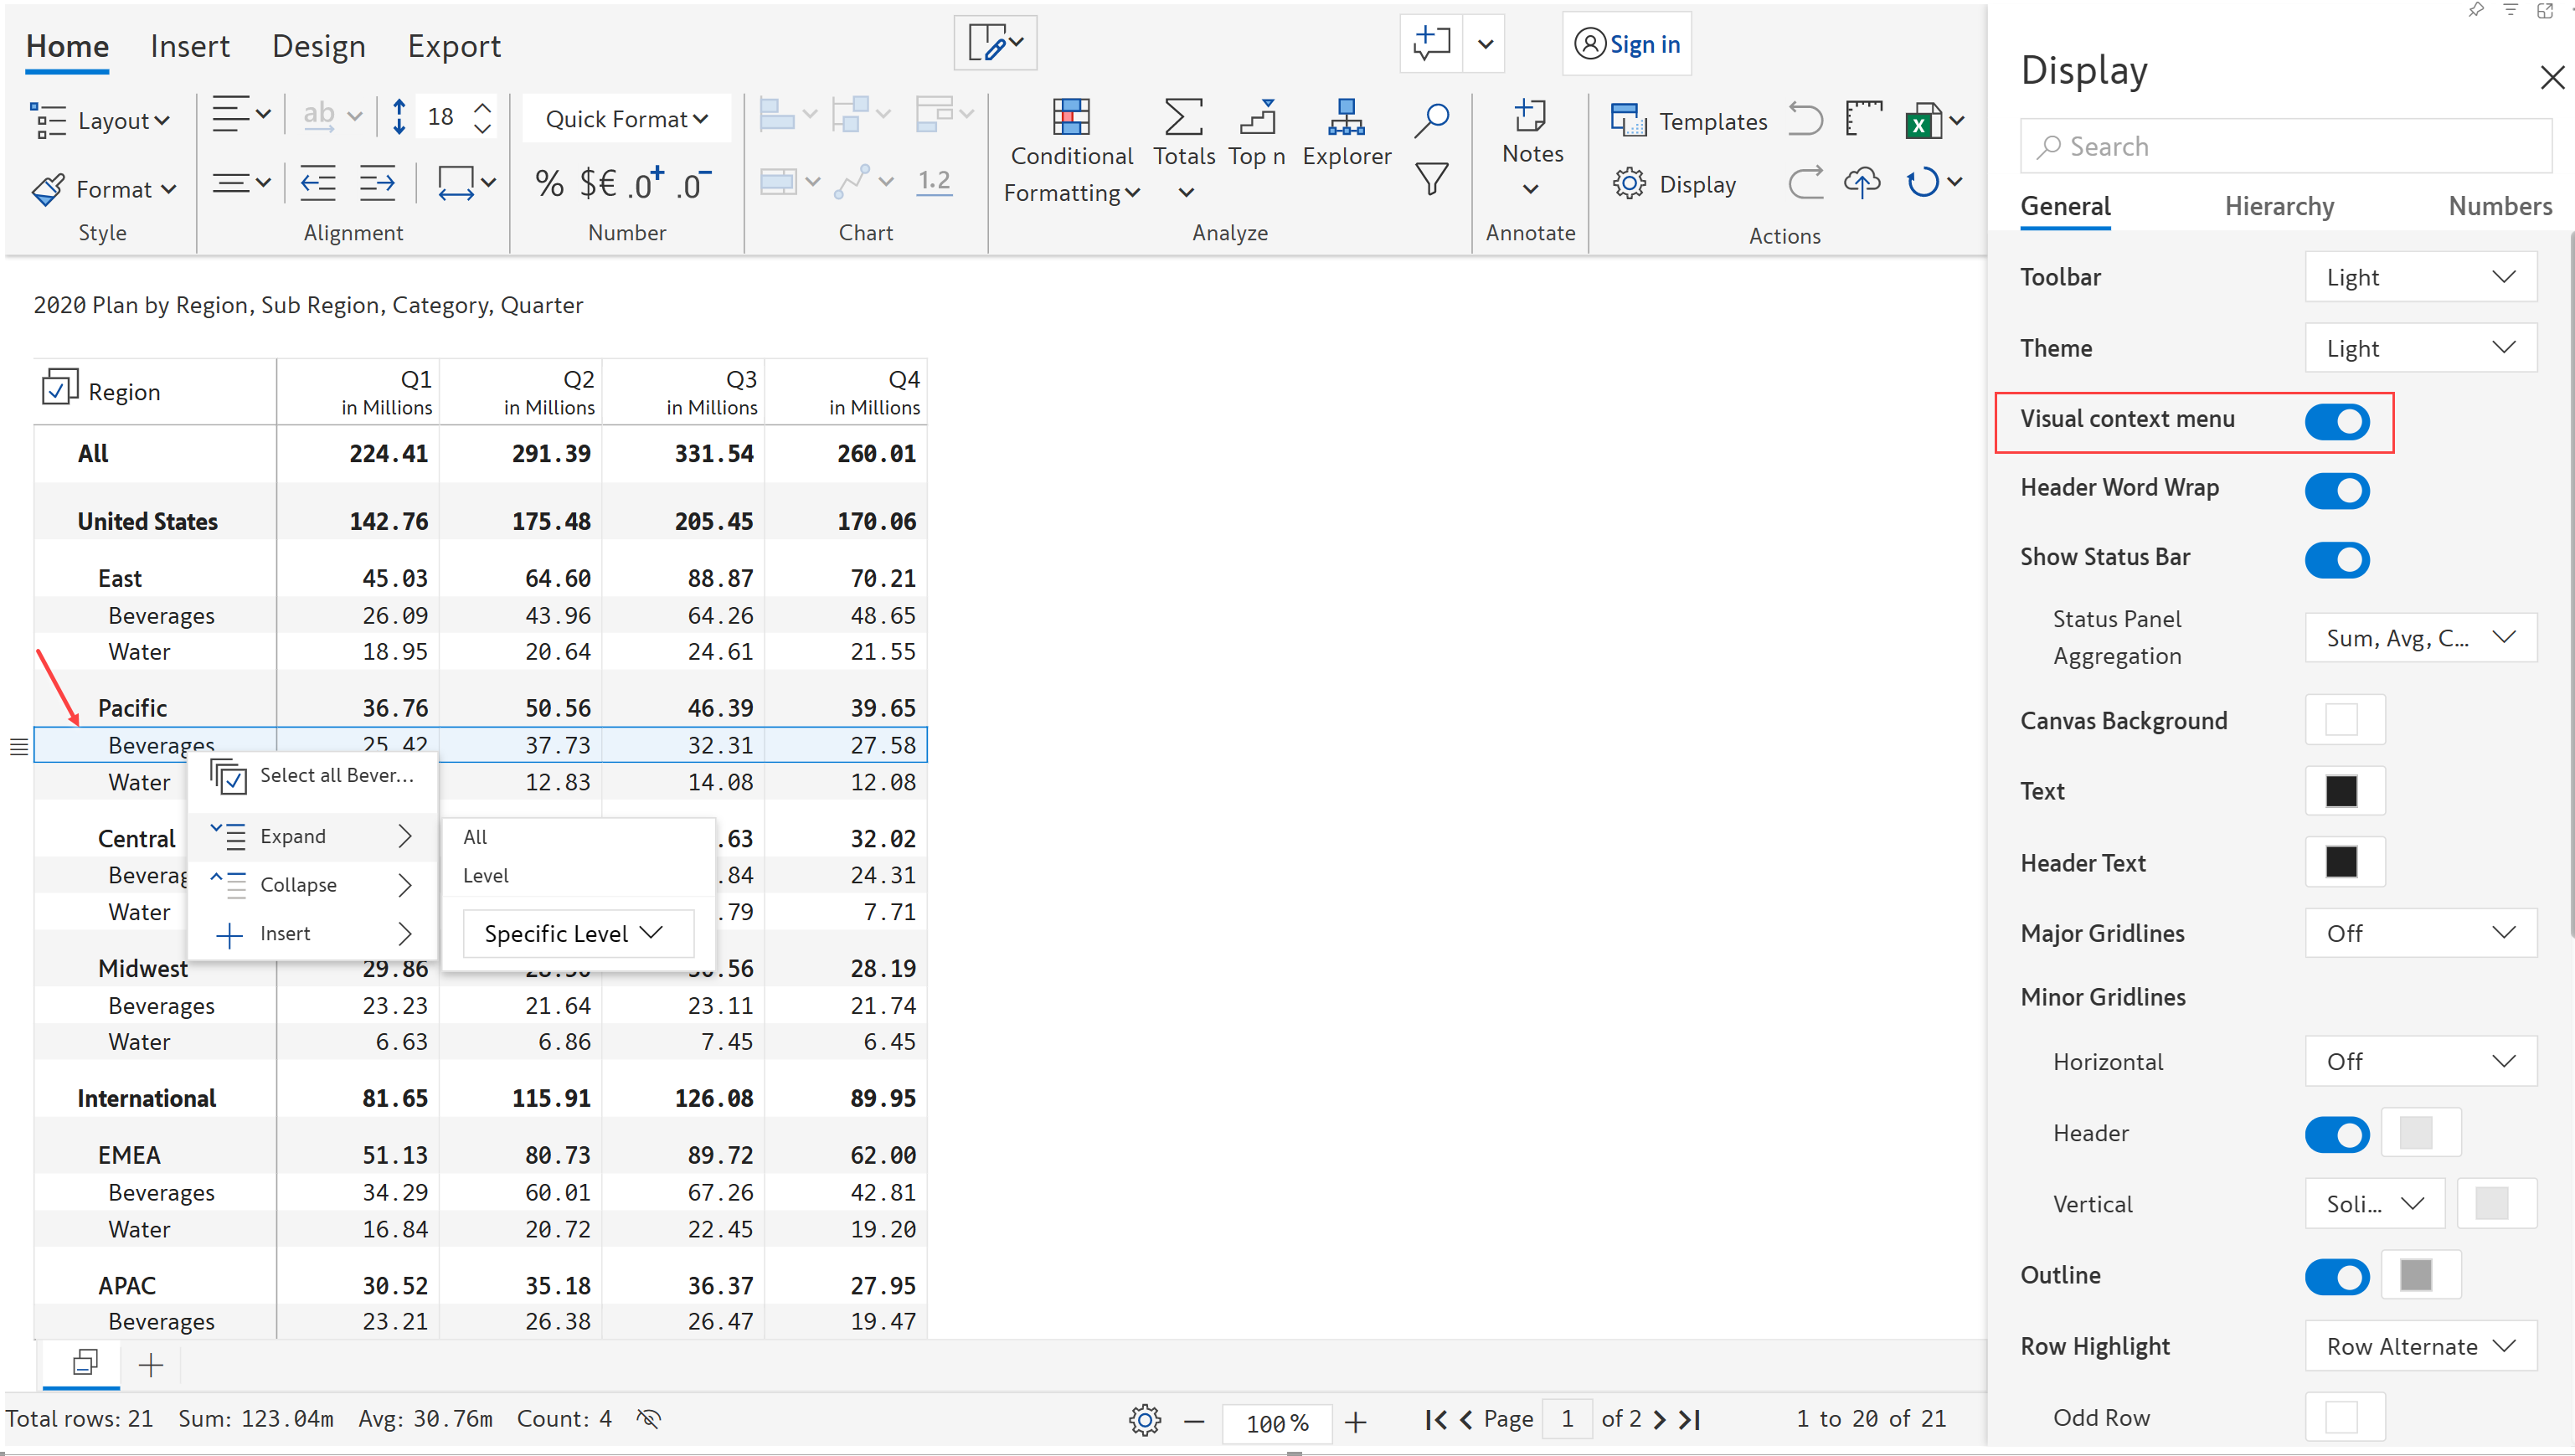 Home Insert Design Export Sign in
Layout ab 18 Quick Format Templates
Conditional Formatting Totals Top n Explorer Notes
Format % $€ .0+ .0− 1.2 Display
Style Alignment Number Chart Analyze Annotate Actions
2020 Plan by Region, Sub Region, Category, Quarter
Region Q1 in Millions Q2 in Millions Q3 in Millions Q4 in Millions
All 224.41 291.39 331.54 260.01
United States 142.76 175.48 205.45 170.06
East 45.03 64.60 88.87 70.21
Beverages 26.09 43.96 64.26 48.65
Water 18.95 20.64 24.61 21.55
Pacific 36.76 50.56 46.39 39.65
Beverages 25.42 37.73 32.31 27.58
Water 12.83 14.08 12.08
Central .63 32.02
Beverag .84 24.31
Water .79 7.71
Midwest 29.86 .56 28.19
Beverages 23.23 21.64 23.11 21.74
Water 6.63 6.86 7.45 6.45
International 81.65 115.91 126.08 89.95
EMEA 51.13 80.73 89.72 62.00
Beverages 34.29 60.01 67.26 42.81
Water 16.84 20.72 22.45 19.20
APAC 30.52 35.18 36.37 27.95
Beverages 23.21 26.38 26.47 19.47
Select all Bever...
Expand
Collapse
Insert
All
Level
Specific Level
Total rows: 21 Sum: 123.04m Avg: 30.76m Count: 4 100% Page 1 of 2 1 to 20 of 21
Display
Search
General Hierarchy Numbers
Toolbar Light
Theme Light
Visual context menu
Header Word Wrap
Show Status Bar
Status Panel
Aggregation
Sum, Avg, C...
Canvas Background
Text
Header Text
Major Gridlines Off
Minor Gridlines
Horizontal Off
Header
Vertical Soli...
Outline
Row Highlight Row Alternate
Odd Row